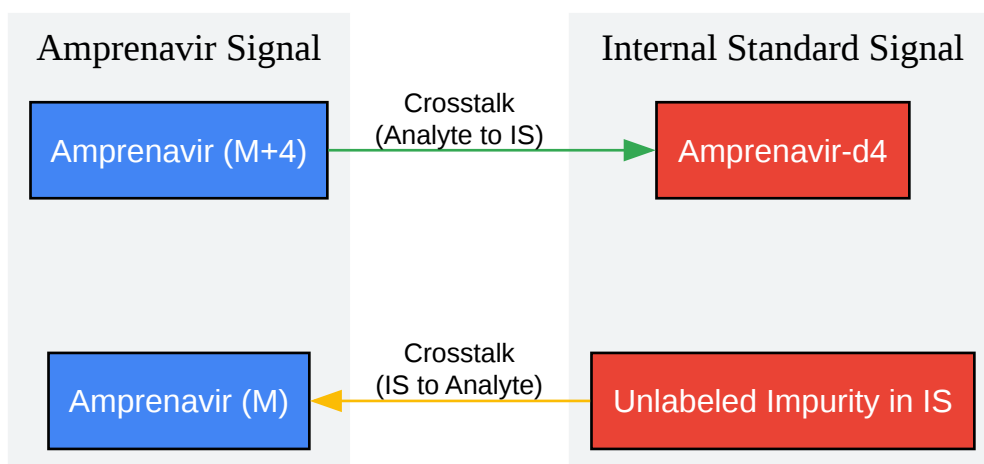 Amprenavir Signal
Internal Standard Signal
Crosstalk
(Analyte to IS)
Amprenavir (M+4)
Amprenavir-d4
Crosstalk
(IS to Analyte)
Amprenavir (M)
Unlabeled Impurity in IS